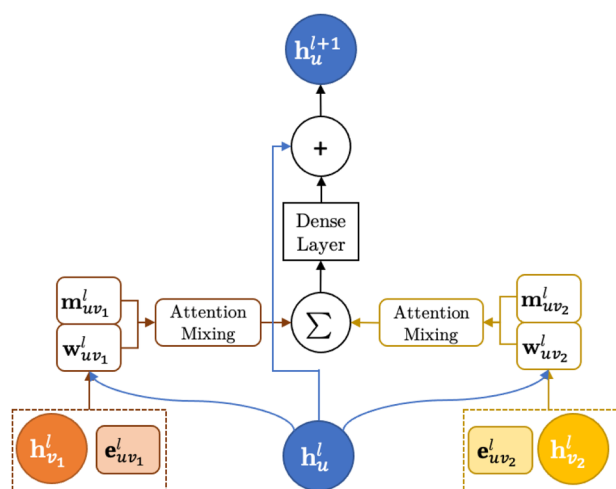 h_u^{l+1}
+
Dense
Layer
m_{uv_1}^l
w_{uv_1}^l
Attention
Mixing
∑
Attention
Mixing
m_{uv_2}^l
w_{uv_2}^l
h_{v_1}^l
e_{uv_1}^l
h_u^l
e_{uv_2}^l
h_{v_2}^l